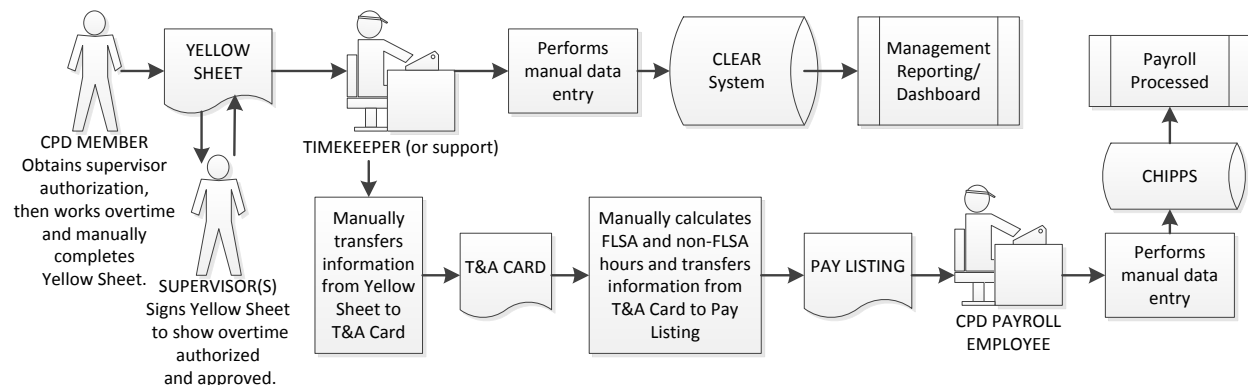 YELLOW
SHEET
Performs
manual data
entry
CLEAR
System
Management
Reporting/
Dashboard
Payroll
Processed
CPD MEMBER
Obtains supervisor
authorization,
then works overtime
and manually
completes
Yellow Sheet.
SUPERVISOR(S)
Signs Yellow Sheet
to show overtime
authorized
and approved.
TIMEKEEPER (or support)
Manually
transfers
information
from Yellow
Sheet to
T&A Card
T&A CARD
Manually calculates
FLSA and non-FLSA
hours and transfers
information from
T&A Card to Pay
Listing
PAY LISTING
CPD PAYROLL
EMPLOYEE
Performs
manual data
entry
CHIPPS